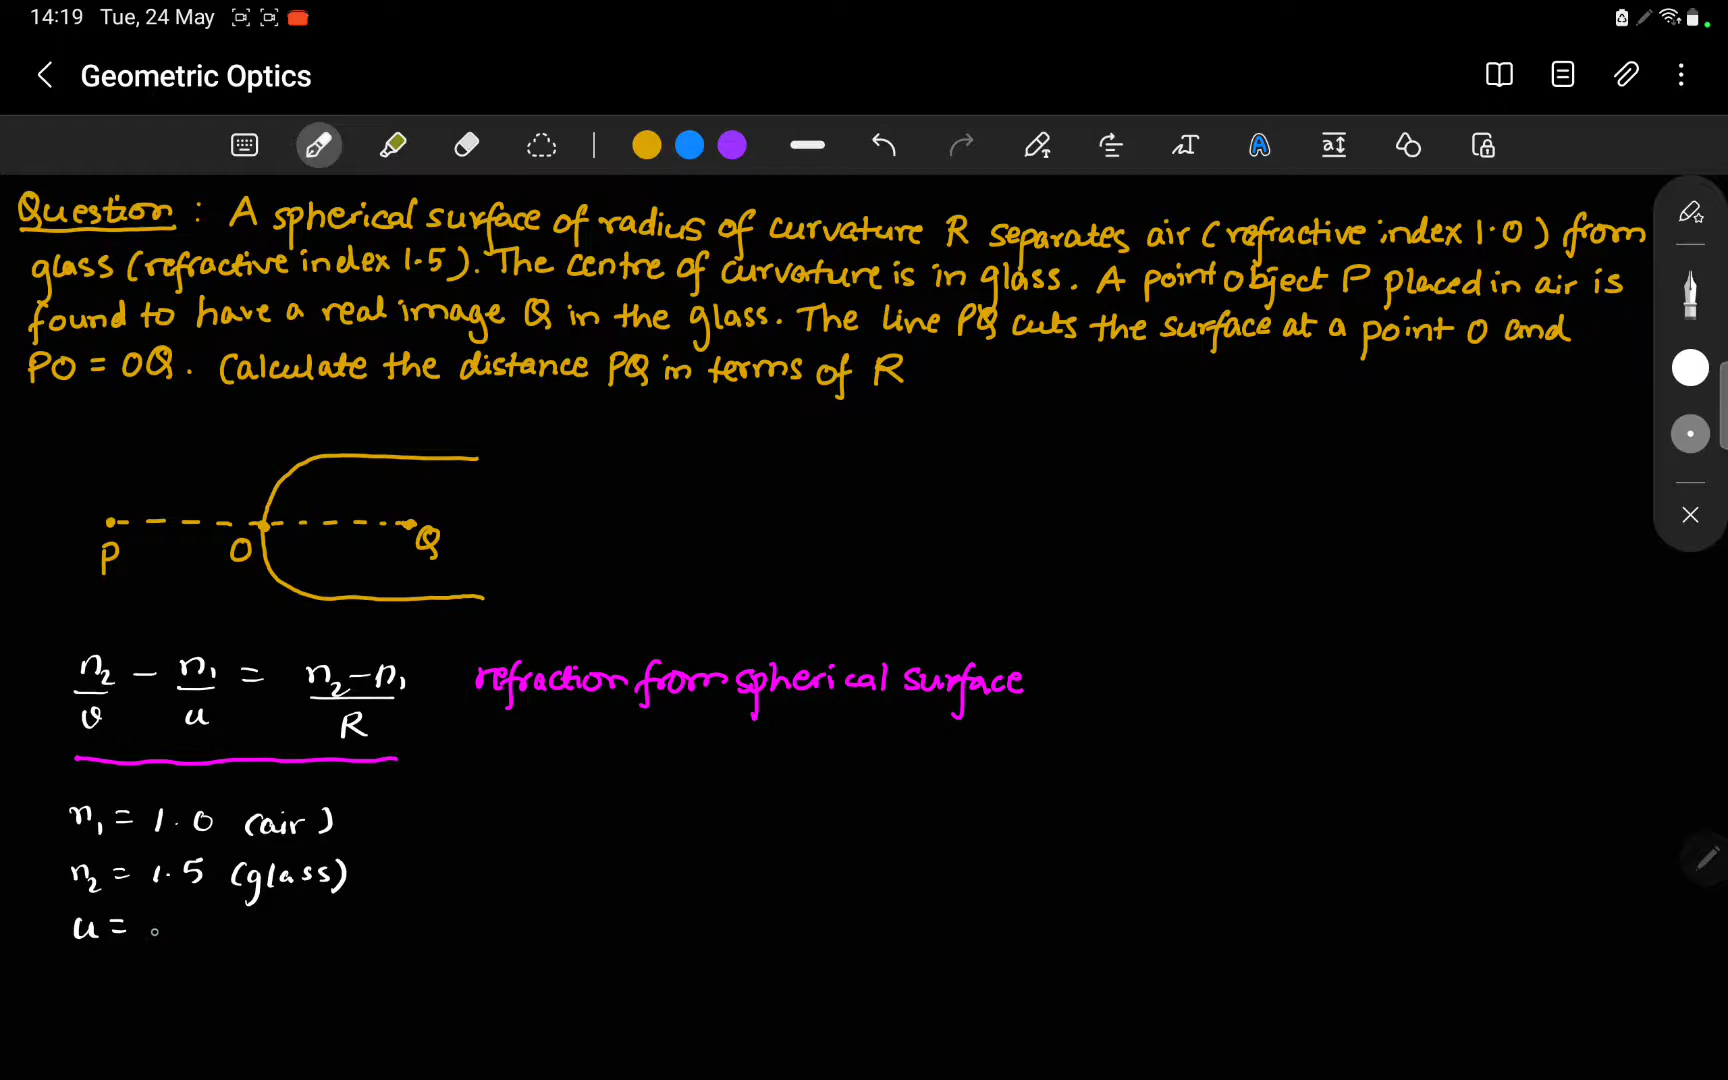 14:19 Tue, 24 May
Geometric Optics
Question : A spherical surface of radius of curvature R separates air (refractive index 1.0) from
glass (refractive index 1.5). The centre of curvature is in glass. A point object P placed in air is
found to have a real image Q in the glass. The line PQ cuts the surface at a point O and
PO = OQ. Calculate the distance PQ in terms of R
P O Q
n₂/v - n₁/u = n₂-n₁/R refraction from spherical surface
n₁ = 1.0 (air)
n₂ = 1.5 (glass)
u =